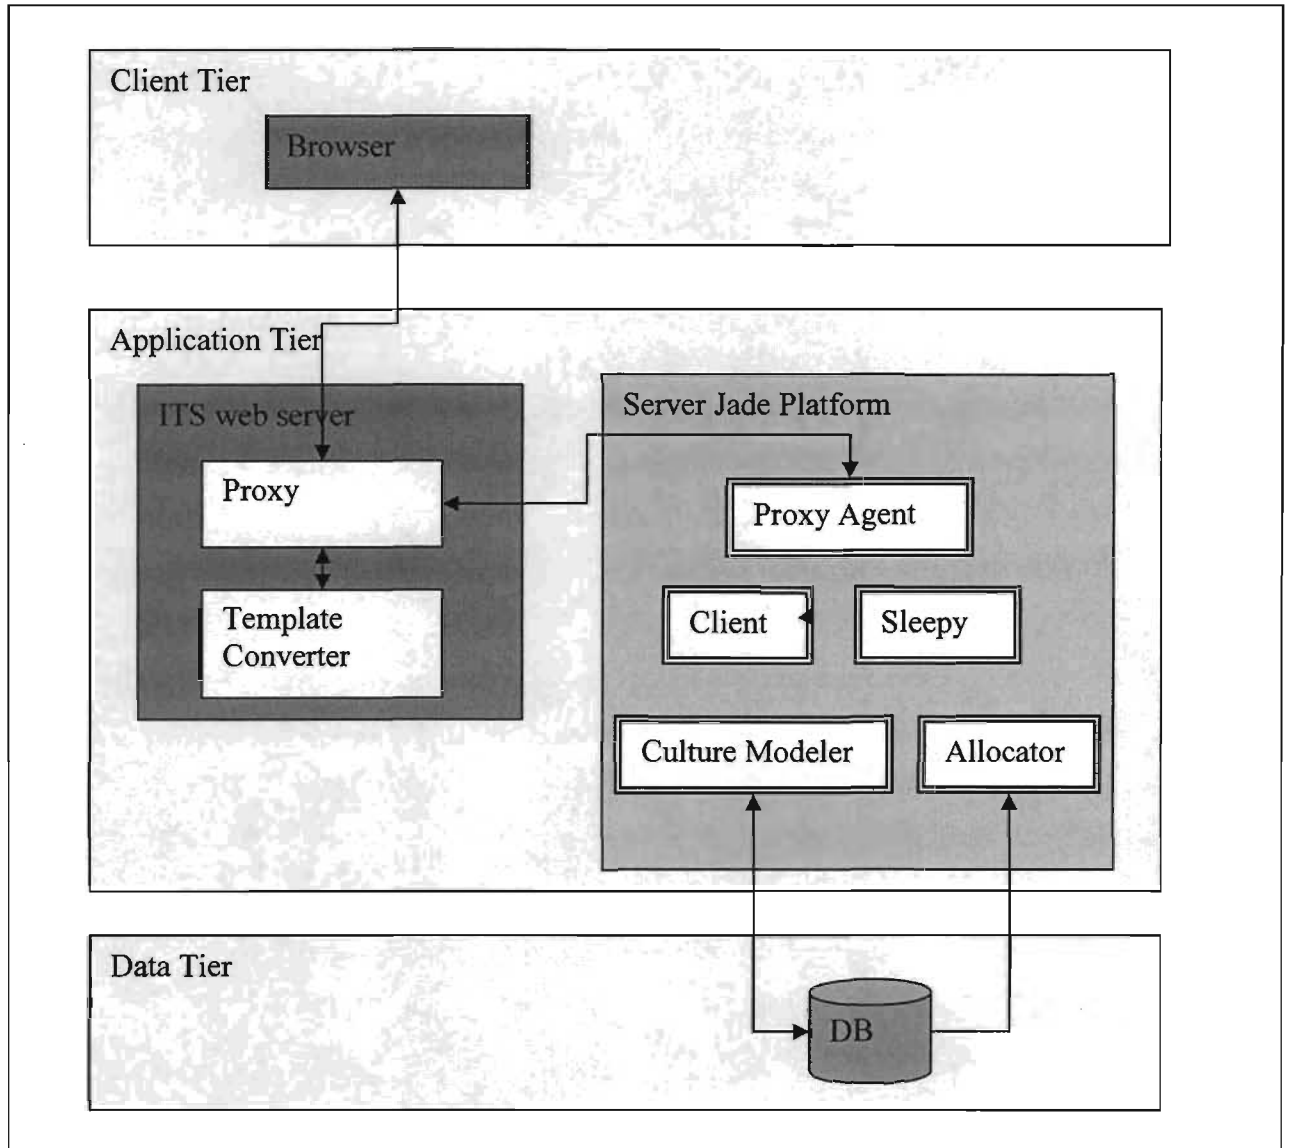 Client Tier
Browser
Application Tier
ITS web server
Server Jade Platform
Proxy
Proxy Agent
Template
Converter
Client
Sleepy
Culture Modeler
Allocator
Data Tier
DB